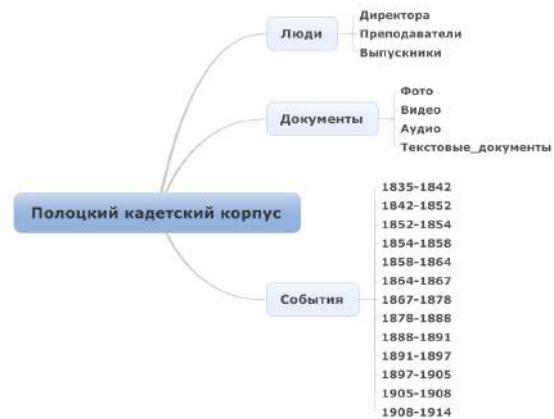 Люди
Директора
Преподаватели
Выпускники
Документы
Фото
Видео
Аудио
Текстовые_документы
Полоцкий кадетский корпус
События
1835-1842
1842-1852
1852-1854
1854-1858
1858-1864
1864-1867
1867-1878
1878-1888
1888-1891
1891-1897
1897-1905
1905-1908
1908-1914